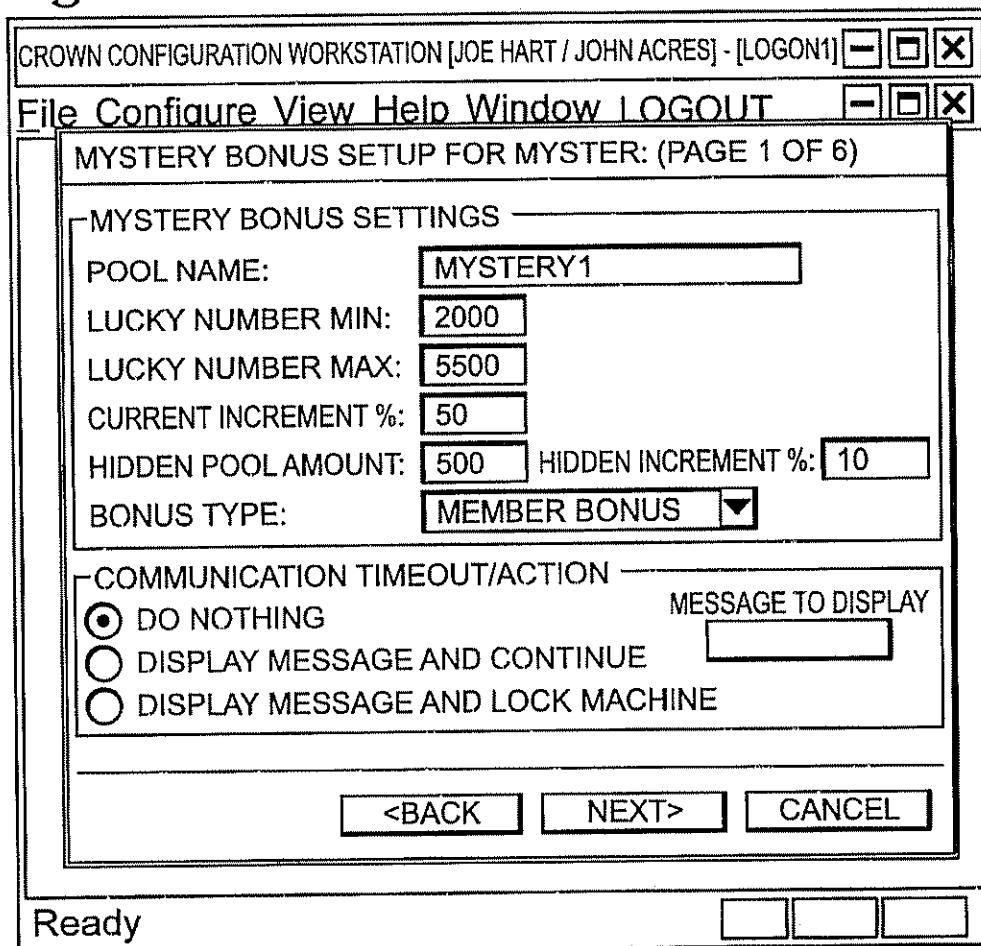 CROWN CONFIGURATION WORKSTATION [JOE HART / JOHN ACRES] - [LOGON1]
File Configure View Help Window LOGOUT
MYSTERY BONUS SETUP FOR MYSTER: (PAGE 1 OF 6)
MYSTERY BONUS SETTINGS
POOL NAME: MYSTERY1
LUCKY NUMBER MIN: 2000
LUCKY NUMBER MAX: 5500
CURRENT INCREMENT %: 50
HIDDEN POOL AMOUNT: 500 HIDDEN INCREMENT %: 10
BONUS TYPE: MEMBER BONUS
COMMUNICATION TIMEOUT/ACTION
DO NOTHING MESSAGE TO DISPLAY
DISPLAY MESSAGE AND CONTINUE
DISPLAY MESSAGE AND LOCK MACHINE
<BACK NEXT> CANCEL
Ready